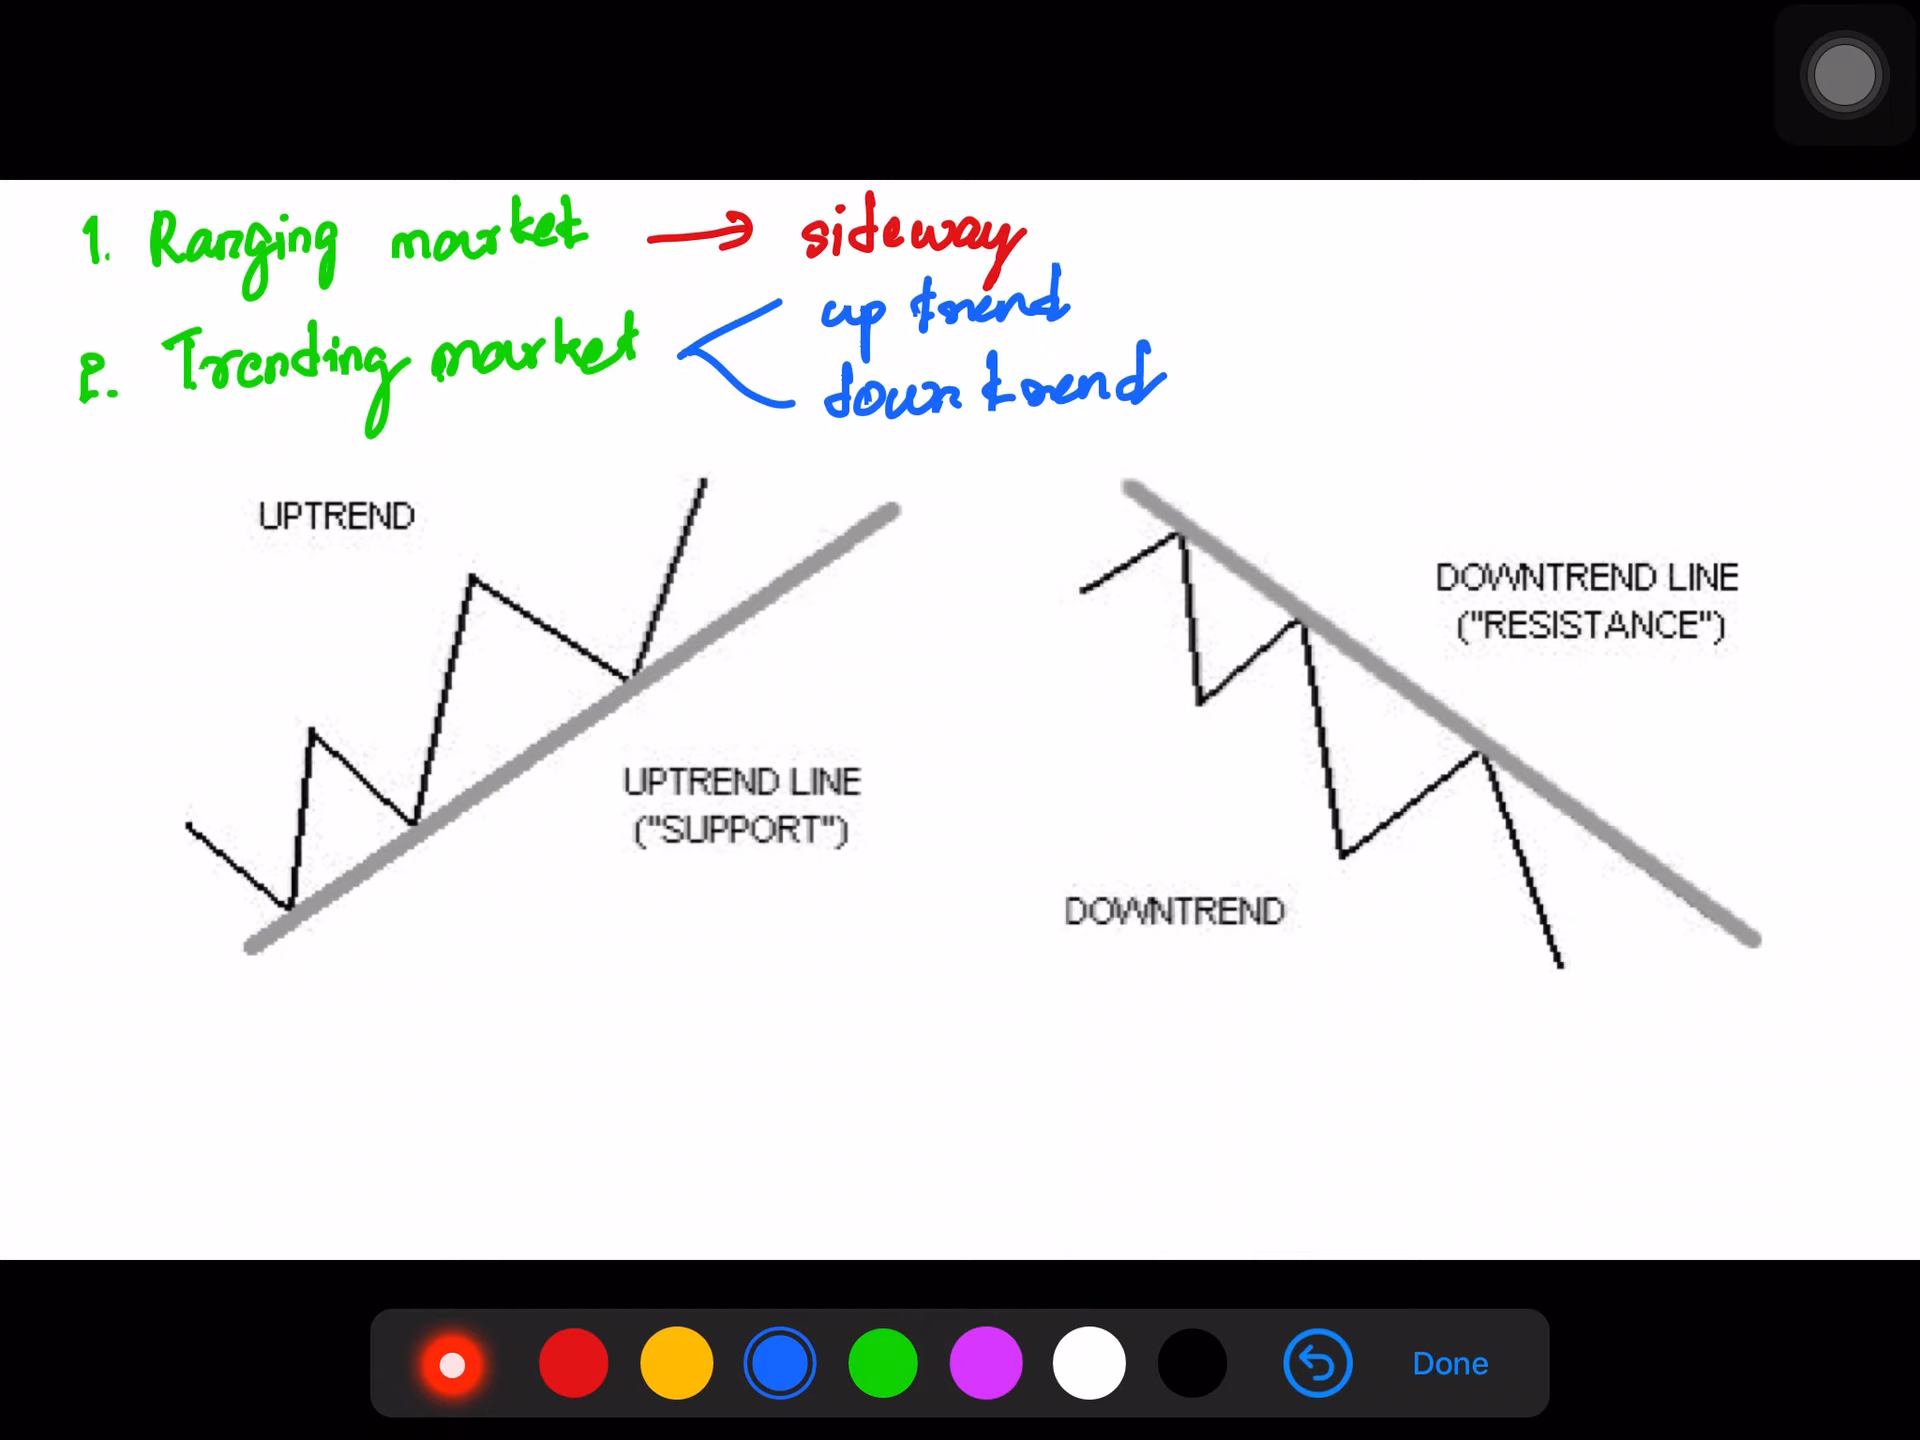 1. Ranging market → sideway
2. Trending market < up trend
down trend
UPTREND
UPTREND LINE
("SUPPORT")
DOWNTREND LINE
("RESISTANCE")
DOWNTREND
Done